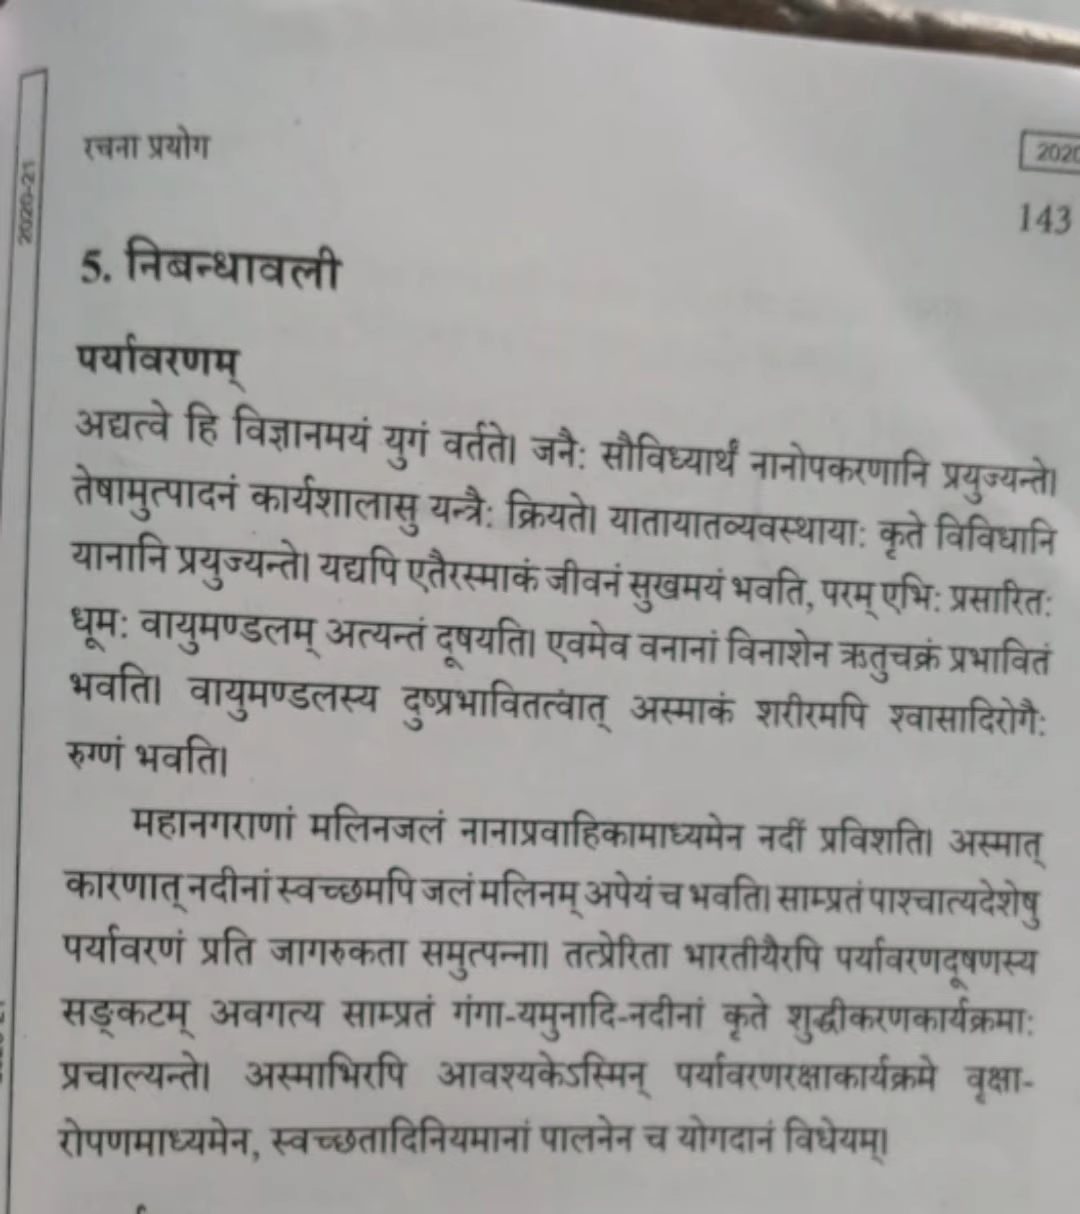 2020-21
रचना प्रयोग
2020
143
5. निबन्धावली
पर्यावरणम्
अद्यत्वे हि विज्ञानमयं युगं वर्तते। जनैः सौविध्यार्थं नानोपकरणानि प्रयुज्यन्ते।
तेषामुत्पादनं कार्यशालासु यन्त्रैः क्रियते। यातायातव्यवस्थायाः कृते विविधानि
यानानि प्रयुज्यन्ते। यद्यपि एतैरस्माकं जीवनं सुखमयं भवति, परम् एभिः प्रसारितः
धूमः वायुमण्डलम् अत्यन्तं दूषयति। एवमेव वनानां विनाशेन ऋतुचक्रं प्रभावितं
भवति। वायुमण्डलस्य दुष्प्रभावितत्वात् अस्माकं शरीरमपि श्वासादिरोगैः
रुग्णं भवति।
महानगराणां मलिनजलं नानाप्रवाहिकामाध्यमेन नदीं प्रविशति। अस्मात्
कारणात् नदीनां स्वच्छमपि जलं मलिनम् अपेयं च भवति। साम्प्रतं पाश्चात्यदेशेषु
पर्यावरणं प्रति जागरुकता समुत्पन्ना। तत्प्रेरिता भारतीयैरपि पर्यावरणदूषणस्य
सङ्कटम् अवगत्य साम्प्रतं गंगा-यमुनादि-नदीनां कृते शुद्धीकरणकार्यक्रमाः
प्रचाल्यन्ते। अस्माभिरपि आवश्यकेऽस्मिन् पर्यावरणरक्षाकार्यक्रमे वृक्षा-
रोपणमाध्यमेन, स्वच्छतादिनियमानां पालनेन च योगदानं विधेयम्।